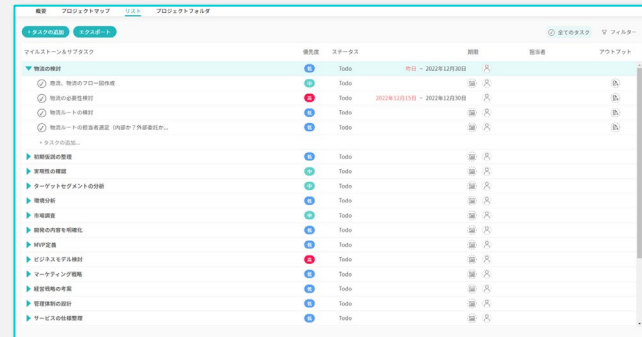 概要 プロジェクトマップ リスト プロジェクトフォルダ
+タスクの追加 エクスポート 全てのタスク フィルター
マイルストーン&サブタスク 優先度 ステータス 期限 担当者 アウトプット
物流の検討 低 Todo 昨日 ~ 2022年12月30日
物流、物流のフロー図作成 中 Todo
物流の必要性検討 高 Todo 2022年12月15日 ~ 2022年12月30日
物流ルートの検討 低 Todo
物流ルートの担当者選定(内部か?外部委託か... 低 Todo
+タスクの追加...
初期仮説の整理 低 Todo
実現性の確認 中 Todo
ターゲットセグメントの分析 中 Todo
環境分析 低 Todo
市場調査 中 Todo
開発の内容を明確化 低 Todo
MVP定義 低 Todo
ビジネスモデル検討 高 Todo
マーケティング戦略 低 Todo
経営戦略の考案 低 Todo
管理体制の設計 低 Todo
サービスの仕様整理 低 Todo